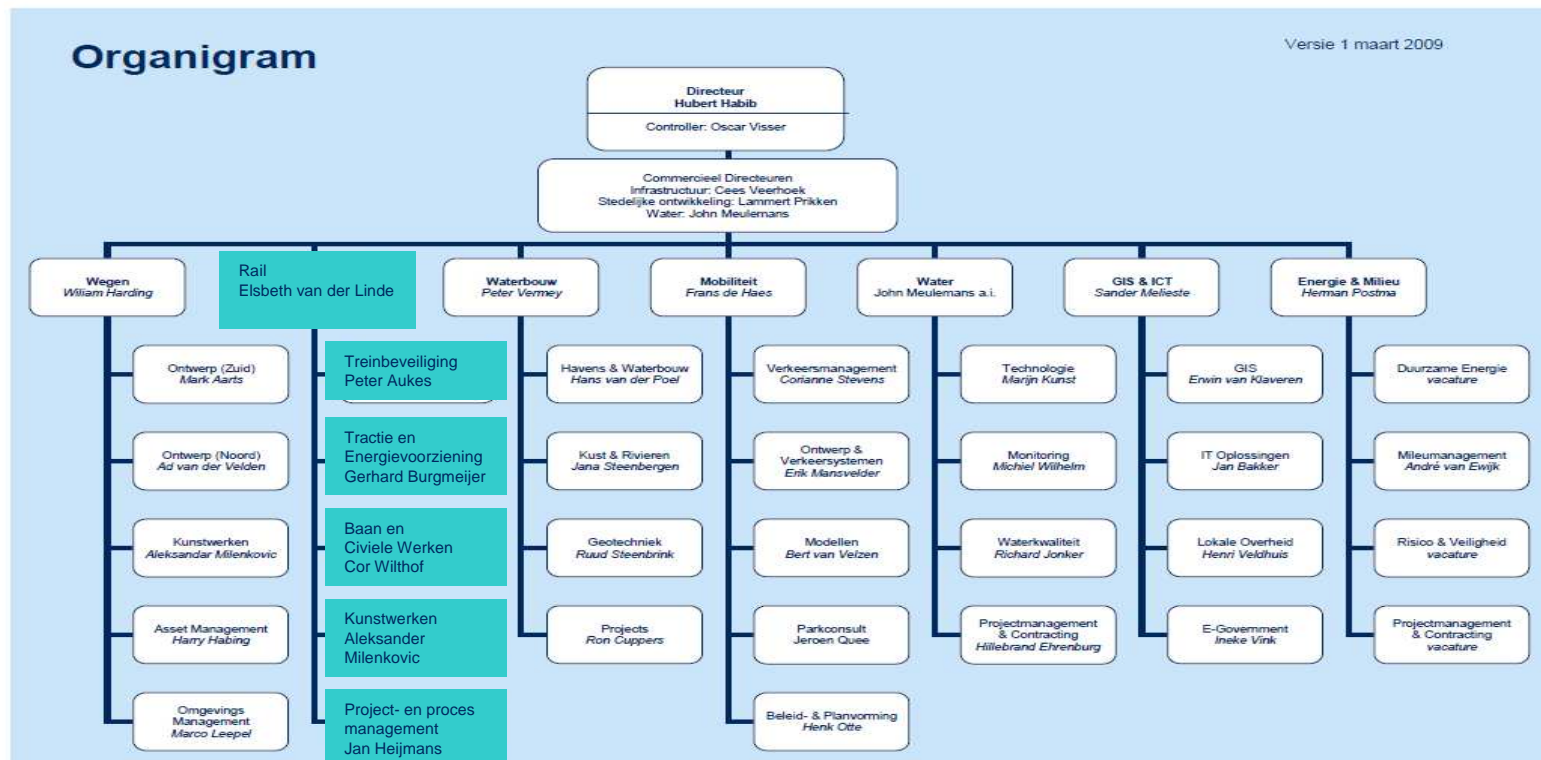 Organigram
Versie 1 maart 2009
Directeur
Hubert Habib
Controller: Oscar Visser
Commercieel Directeuren
Infrastructuur: Cees Veerhoek
Stedelijke ontwikkeling: Lammert Prikken
Water: John Meulemans
Wegen
Wiliam Harding
Rail
Elsbeth van der Linde
Waterbouw
Peter Vermey
Mobiliteit
Frans de Haes
Water
John Meulemans a.i.
GIS & ICT
Sander Melieste
Energie & Milieu
Herman Postma
Ontwerp (Zuid)
Mark Aarts
Ontwerp (Noord)
Ad van der Velden
Kunstwerken
Aleksandar Milenkovic
Asset Management
Harry Habing
Omgevings
Management
Marco Leepel
Treinbeveiliging
Peter Aukes
Tractie en
Energievoorziening
Gerhard Burgmeijer
Baan en
Civiele Werken
Cor Wilthof
Kunstwerken
Aleksander
Milenkovic
Project- en proces
management
Jan Heijmans
Havens & Waterbouw
Hans van der Poel
Kust & Rivieren
Jana Steenbergen
Geotechniek
Ruud Steenbrink
Projects
Ron Cuppers
Verkeersmanagement
Corianne Stevens
Ontwerp &
Verkeersystemen
Erik Mansvelder
Modellen
Bert van Velzen
Parkconsult
Jeroen Quee
Beleid- & Planvorming
Henk Otte
Technologie
Marijn Kunst
Monitoring
Michiel Wilhelm
Waterkwaliteit
Richard Jonker
Projectmanagement
& Contracting
Hillebrand Ehrenburg
GIS
Erwin van Klaveren
IT Oplossingen
Jan Bakker
Lokale Overheid
Henri Veldhuis
E-Government
Ineke Vink
Duurzame Energie
vacature
Mileumanagement
André van Ewijk
Risico & Veiligheid
vacature
Projectmanagement
& Contracting
vacature